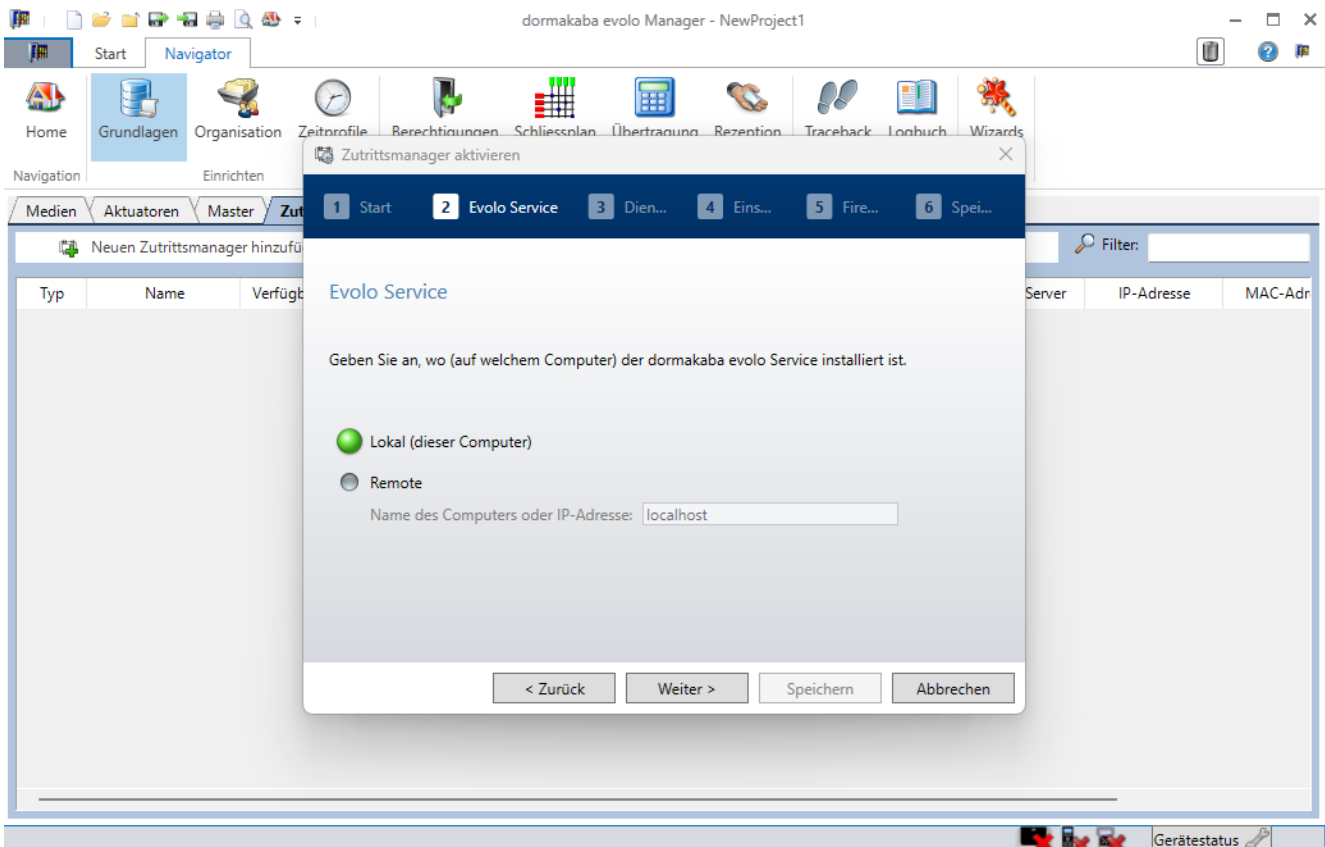 dormakaba evolo Manager - NewProject1
Start Navigator
Home Grundlagen Organisation Zeitprofile Berechtigungen Schliessplan Übertragung Rezeption Traceback Logbuch Wizards
Navigation Einrichten
Zutrittsmanager aktivieren
1 Start 2 Evolo Service 3 Dien... 4 Eins... 5 Fire... 6 Spei...
Medien Aktuatoren Master Zut
Neuen Zutrittsmanager hinzufü
Filter:
Typ Name Verfügb Server IP-Adresse MAC-Adr
Evolo Service
Geben Sie an, wo (auf welchem Computer) der dormakaba evolo Service installiert ist.
Lokal (dieser Computer)
Remote
Name des Computers oder IP-Adresse: localhost
< Zurück Weiter > Speichern Abbrechen
Gerätestatus